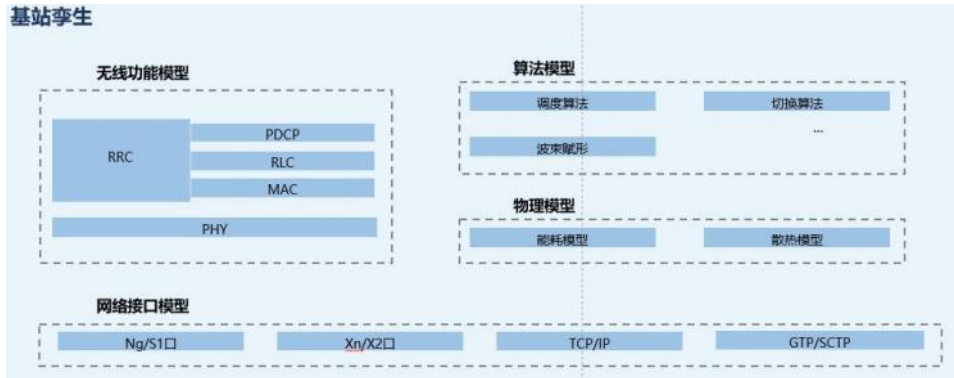 基站孪生
无线功能模型
RRC
PDCP
RLC
MAC
PHY
算法模型
调度算法
切换算法
...
波束赋形
物理模型
能耗模型
散热模型
网络接口模型
Ng/S1口
Xn/X2口
TCP/IP
GTP/SCTP